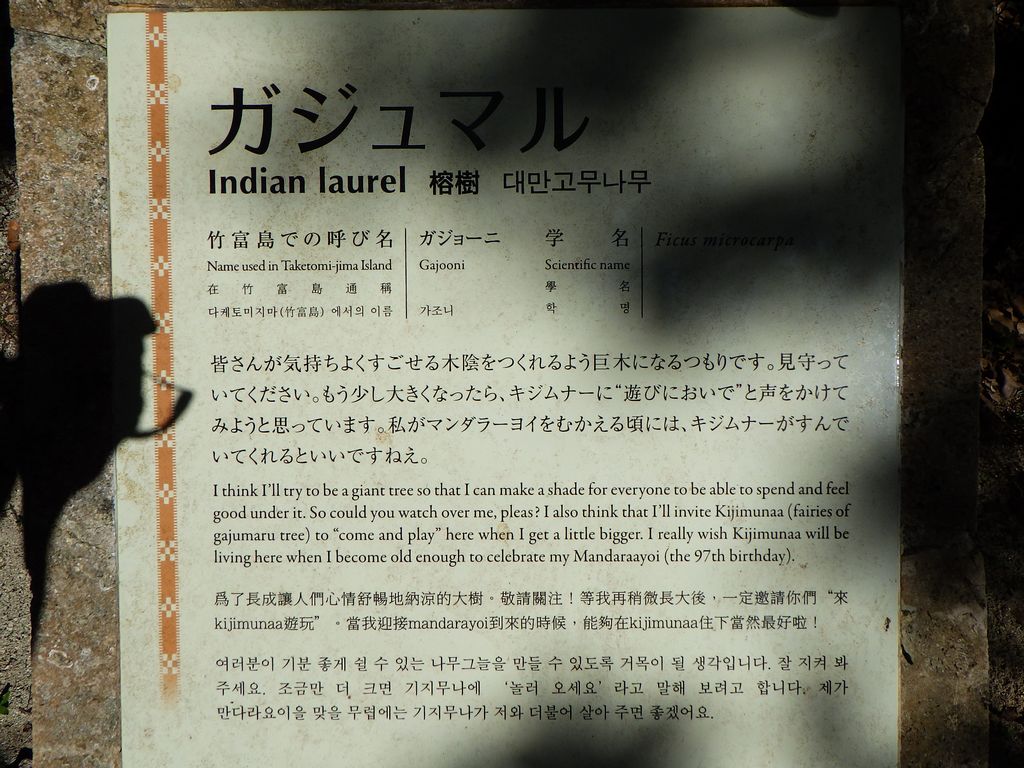 ガジュマル
Indian laurel 榕樹 대만고무나무
竹富島での呼び名 ガジョーニ 学名 Ficus microcarpa
Name used in Taketomi-jima Island Gajooni Scientific name
在竹富島通稱 學名
다케토미지마(竹富島) 에서의 이름 가조니 학명
皆さんが気持ちよくすごせる木陰をつくれるよう巨木になるつもりです。見守って
いてください。もう少し大きくなったら、キジムナーに“遊びにおいで”と声をかけて
みようと思っています。私がマンダラーヨイをむかえる頃には、キジムナーがすんで
いてくれるといいですねえ。
I think I'll try to be a giant tree so that I can make a shade for everyone to be able to spend and feel
good under it. So could you watch over me, pleas? I also think that I'll invite Kijimunaa (fairies of
gajumaru tree) to “come and play” here when I get a little bigger. I really wish Kijimunaa will be
living here when I become old enough to celebrate my Mandaraayoi (the 97th birthday).
爲了長成讓人們心情舒暢地納涼的大樹。敬請關注！等我再稍微長大後，一定邀請你們“來
kijimunaa遊玩”。當我迎接mandarayoi到來的時候，能夠在kijimunaa住下當然最好啦！
여러분이 기분 좋게 쉴 수 있는 나무그늘을 만들 수 있도록 거목이 될 생각입니다. 잘 지켜 봐
주세요. 조금만 더 크면 기지무나에 ‘놀러 오세요’ 라고 말해 보려고 합니다. 제가
만다라요이을 맞을 무렵에는 기지무나가 저와 더불어 살아 주면 좋겠어요.